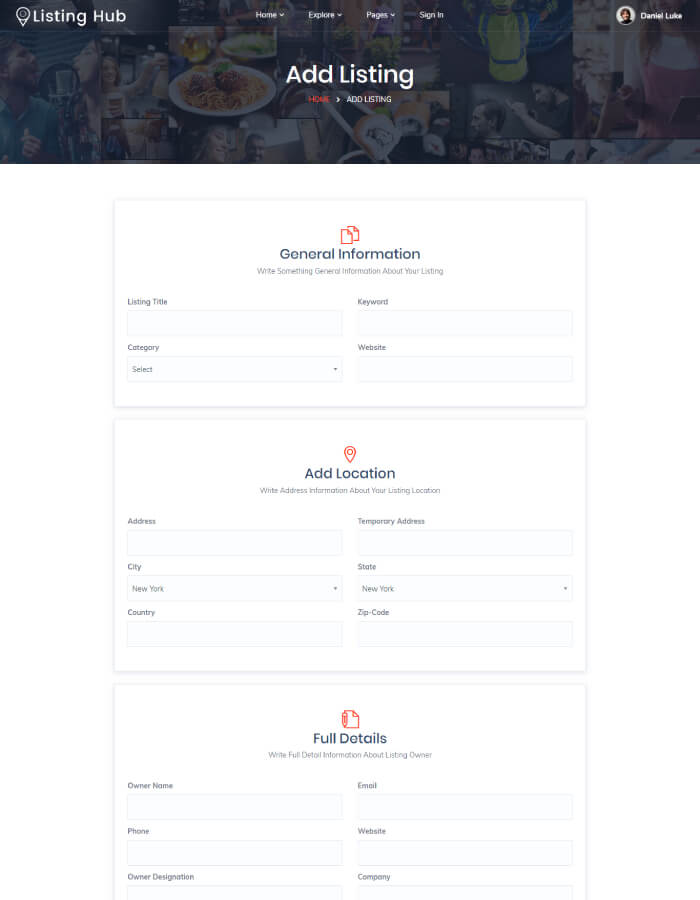 Listing Hub
Home Explore Pages Sign In
Daniel Luke
Add Listing
HOME > ADD LISTING
General Information
Write Something General Information About Your Listing
Listing Title Keyword
Category Website
Select
Add Location
Write Address Information About Your Listing Location
Address Temporary Address
City State
New York New York
Country Zip-Code
Full Details
Write Full Detail Information About Listing Owner
Owner Name Email
Phone Website
Owner Designation Company